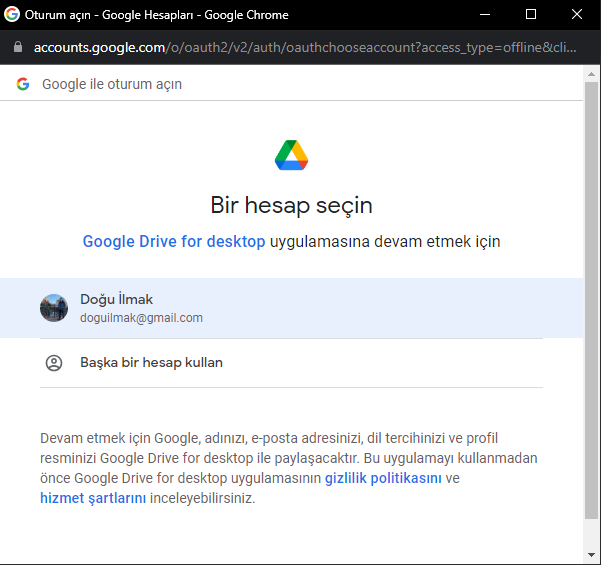 Oturum açın - Google Hesapları - Google Chrome
accounts.google.com/o/oauth2/v2/auth/oauthchooseaccount?access_type=offline&cli...
Google ile oturum açın
Bir hesap seçin
Google Drive for desktop uygulamasına devam etmek için
Doğu İlmak
doguilmak@gmail.com
Başka bir hesap kullan
Devam etmek için Google, adınızı, e-posta adresinizi, dil tercihinizi ve profil
resminizi Google Drive for desktop ile paylaşacaktır. Bu uygulamayı kullanmadan
önce Google Drive for desktop uygulamasının gizlilik politikasını ve
hizmet şartlarını inceleyebilirsiniz.